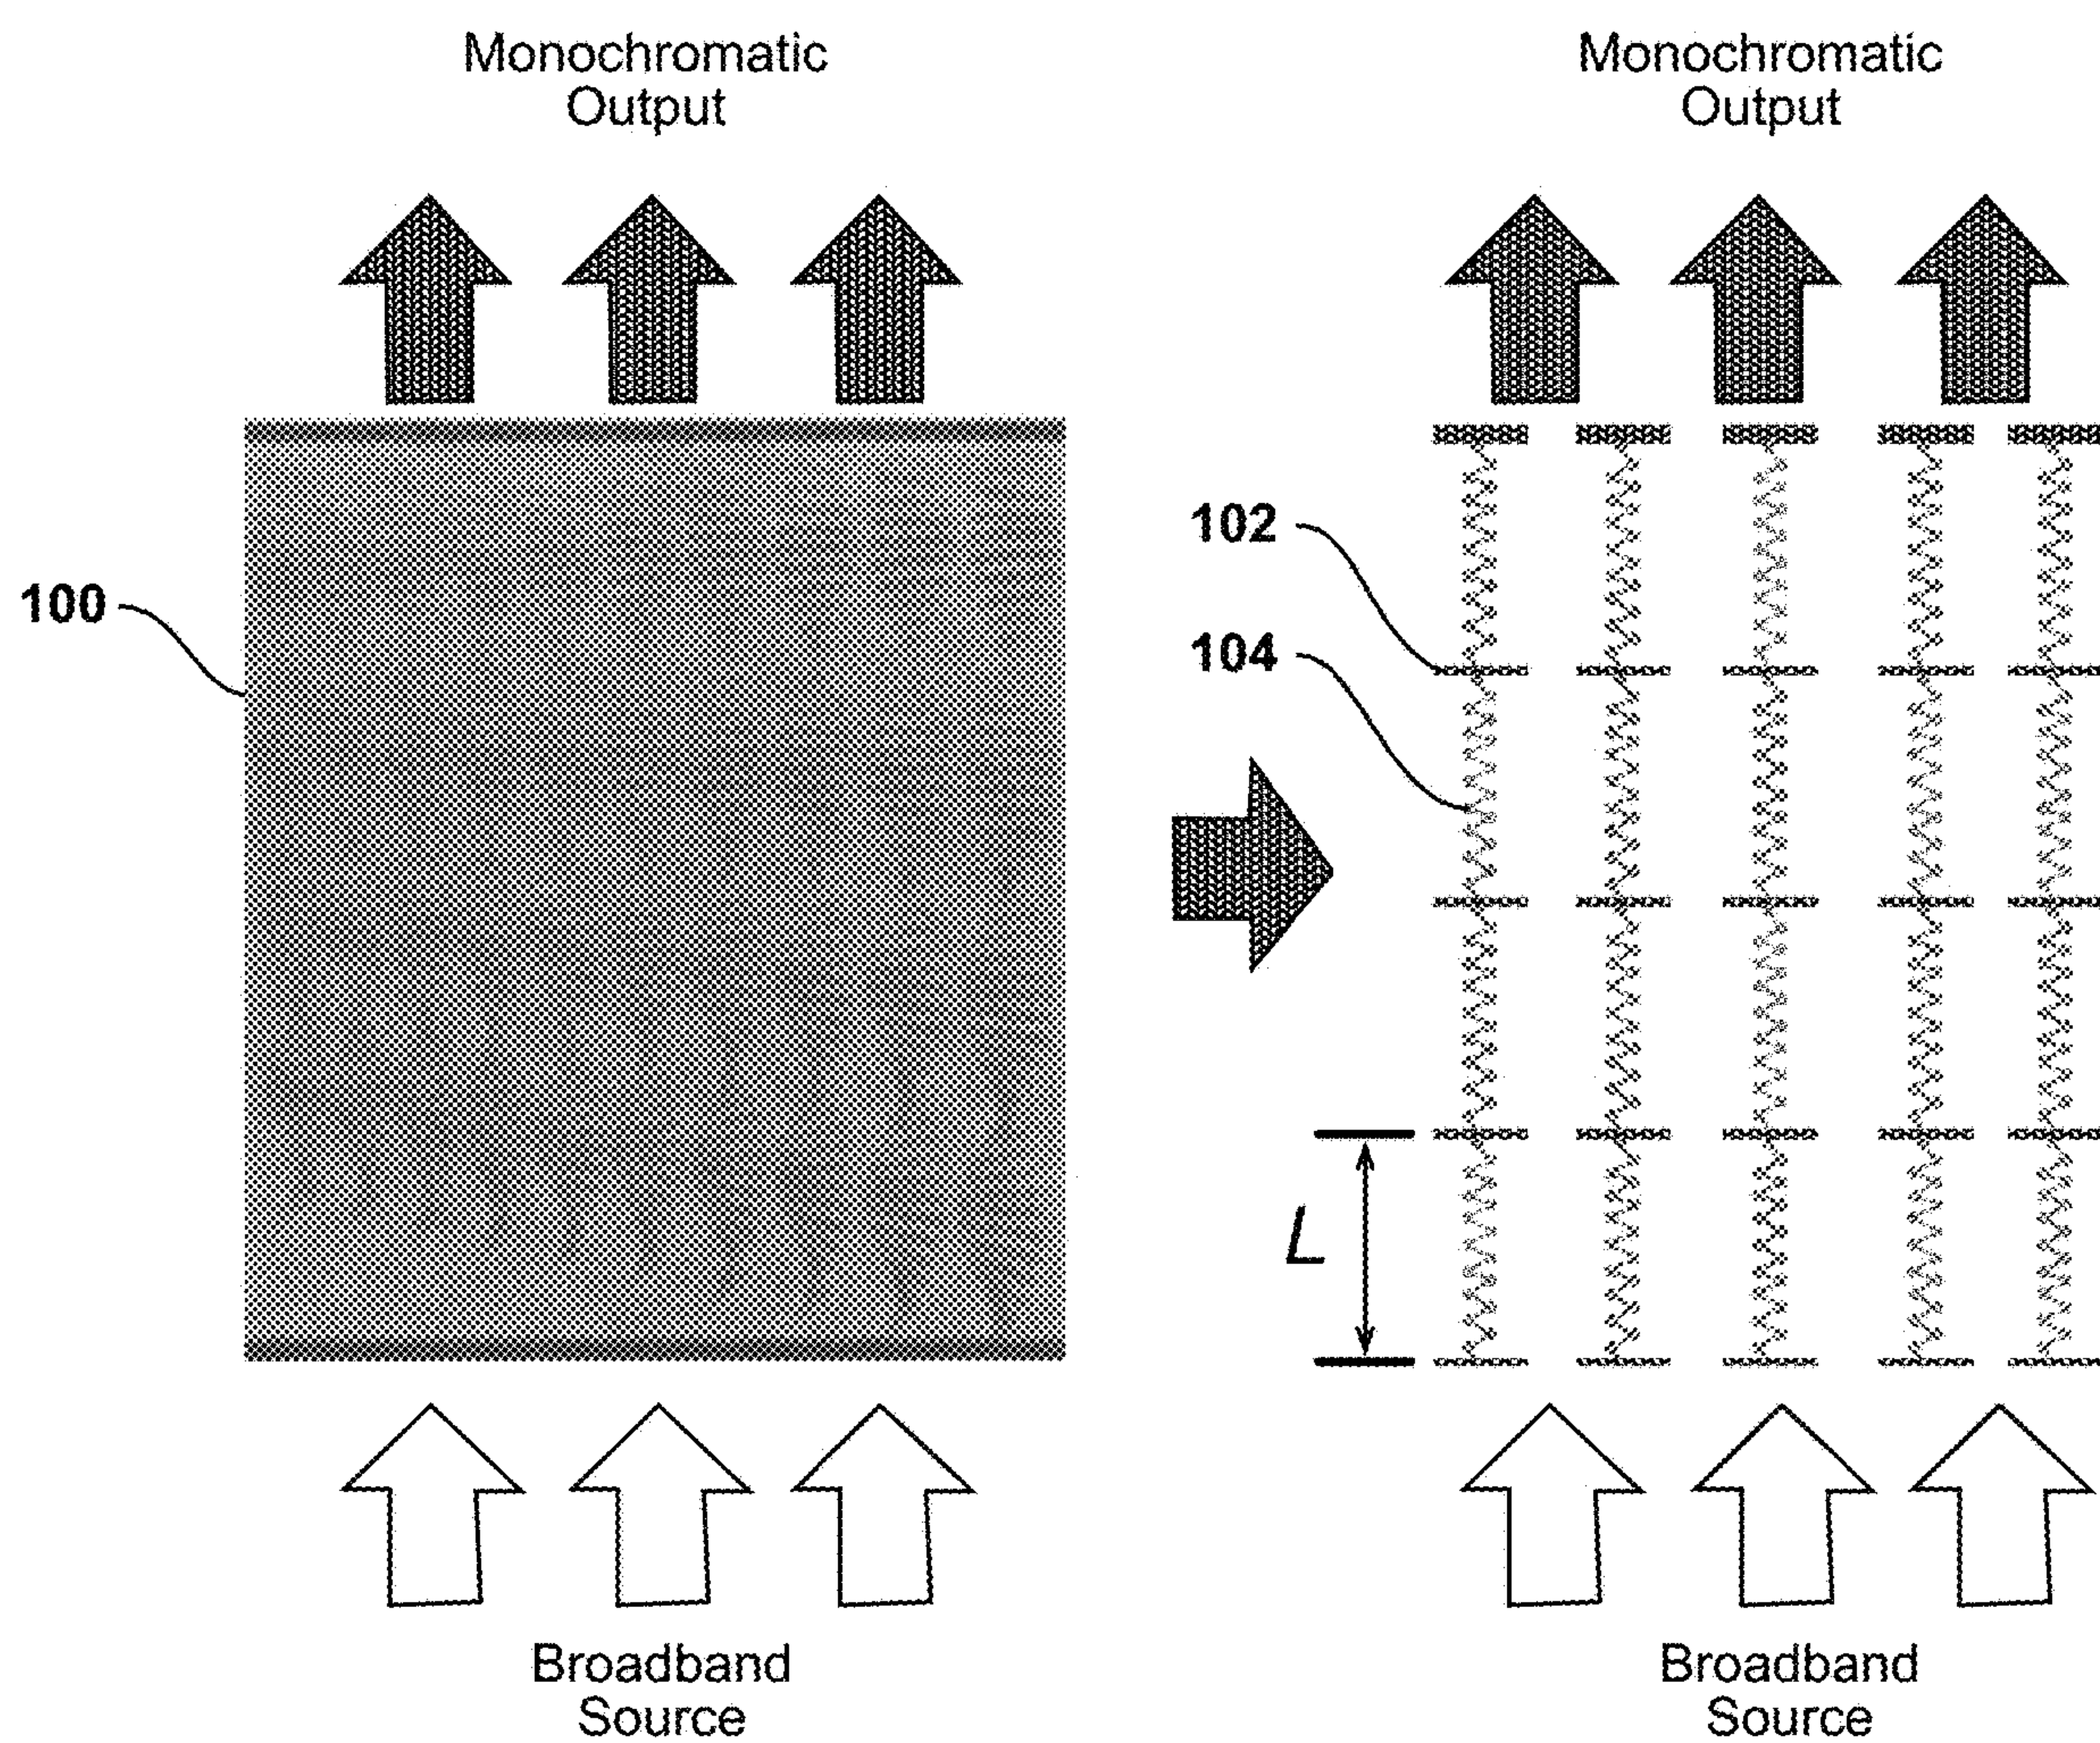 Monochromatic
Output
Monochromatic
Output
100
102
104
L
Broadband
Source
Broadband
Source